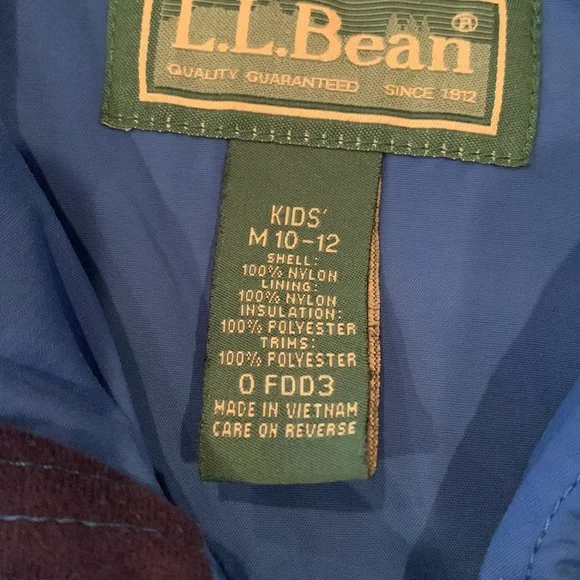 L.L.Bean®
QUALITY GUARANTEED SINCE 1912
KIDS'
M 10-12
SHELL:
100% NYLON
LINING:
100% NYLON
INSULATION:
100% POLYESTER
TRIMS:
100% POLYESTER
0 FDD3
MADE IN VIETNAM
CARE ON REVERSE